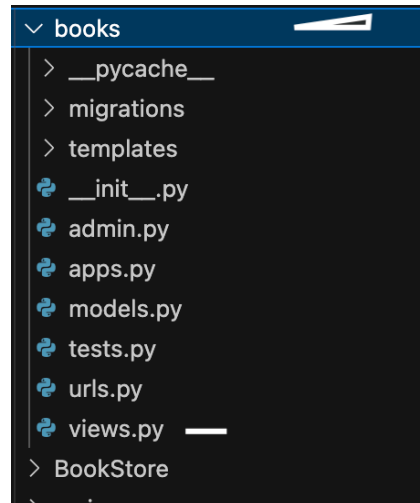 books
__pycache__
migrations
templates
__init__.py
admin.py
apps.py
models.py
tests.py
urls.py
views.py
BookStore